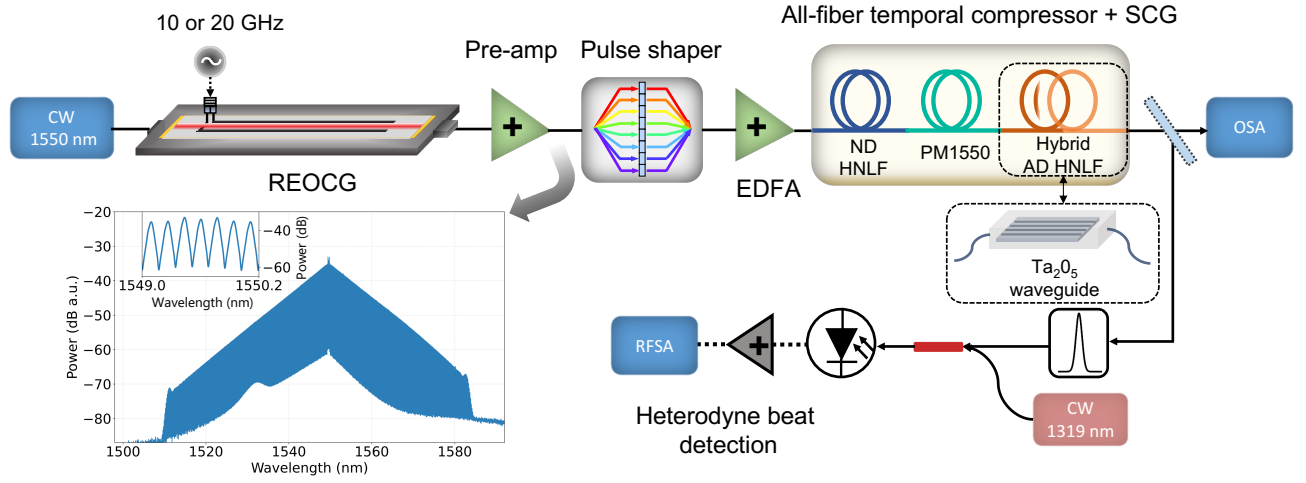 All-fiber temporal compressor + SCG
10 or 20 GHz
Pre-amp
Pulse shaper
CW
1550 nm
REOCG
EDFA
ND
HNLF
PM1550
Hybrid
AD HNLF
OSA
Ta2O5
waveguide
RFSA
Heterodyne beat
detection
CW
1319 nm
−20
−30
−40
−50
−60
−70
−80
Power (dB a.u.)
1500
1520
1540
1560
1580
Wavelength (nm)
−40
−60
Power (dB)
1549.0
1550.2
Wavelength (nm)